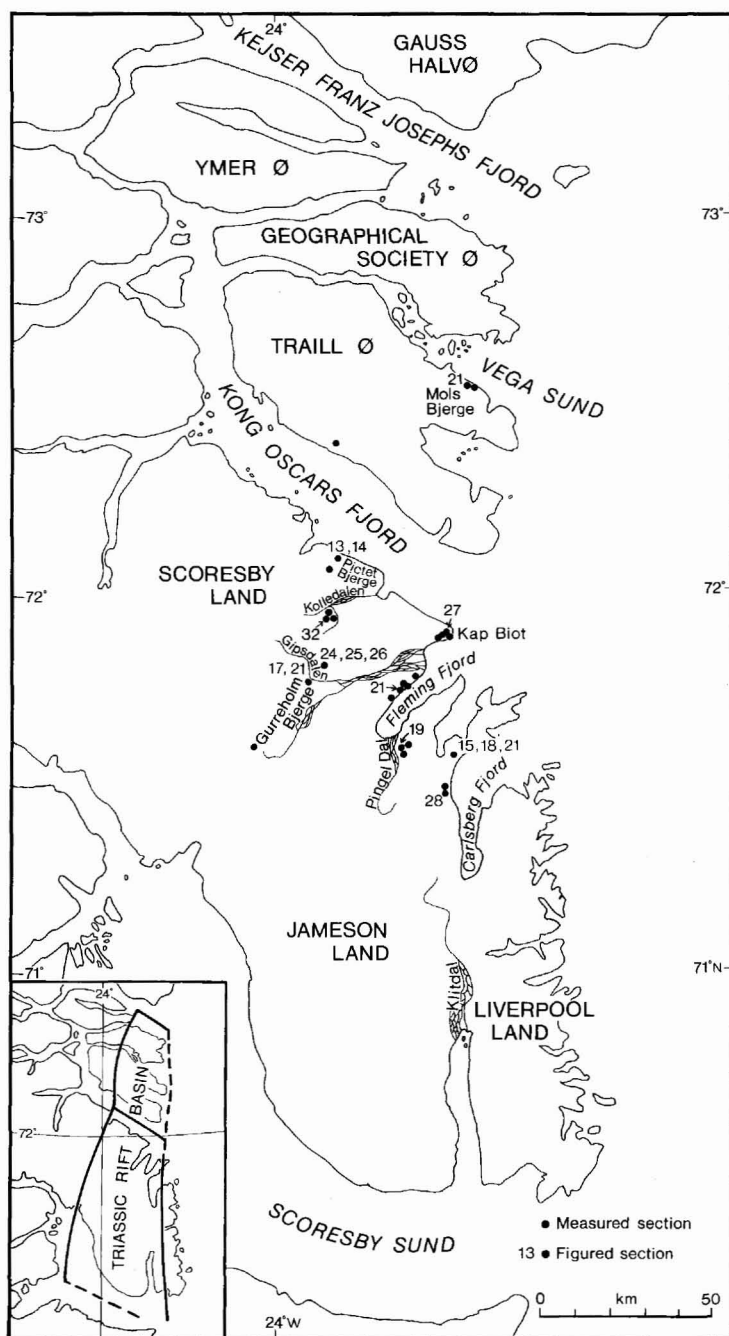 24°
GAUSS
HALVØ
KEJSER FRANZ JOSEPHS FJORD
YMER Ø
73°
73°
GEOGRAPHICAL
SOCIETY Ø
TRAILL Ø
VEGA SUND
21
Mols
Bjerge
KONG OSCARS FJORD
13, 14
Pictet
Bjerge
SCORESBY
LAND
72°
72°
Kolledalen
32
27
Kap Biot
Gipsdalen
24, 25, 26
17, 21
Gurreholm
Bjerge
21
Fleming Fjord
19
Pingel Dal
15, 18, 21
28
Carlsberg Fjord
JAMESON
LAND
71°
71°N
Klitdal
LIVERPOOL
LAND
24°
BASIN
72°
TRIASSIC RIFT
SCORESBY SUND
● Measured section
13 ● Figured section
0 km 50
24°W